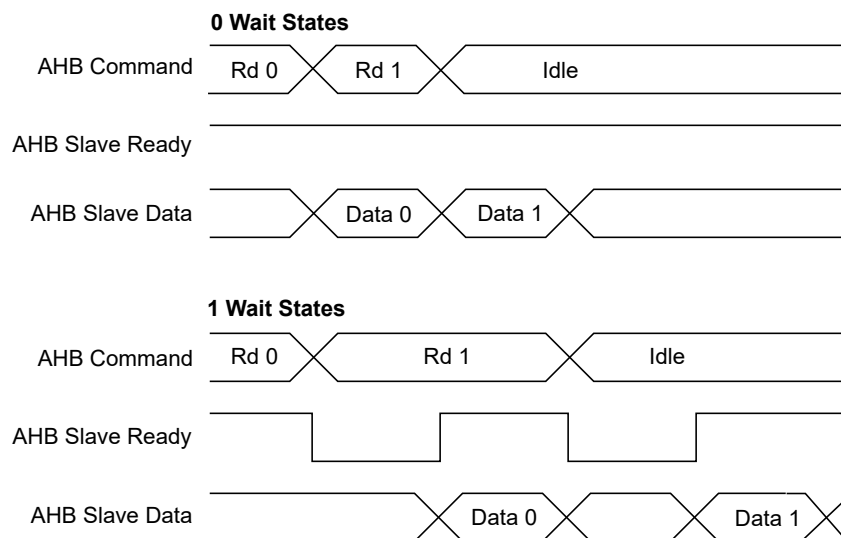 0 Wait States
AHB Command Rd 0 Rd 1 Idle
AHB Slave Ready
AHB Slave Data Data 0 Data 1
1 Wait States
AHB Command Rd 0 Rd 1 Idle
AHB Slave Ready
AHB Slave Data Data 0 Data 1